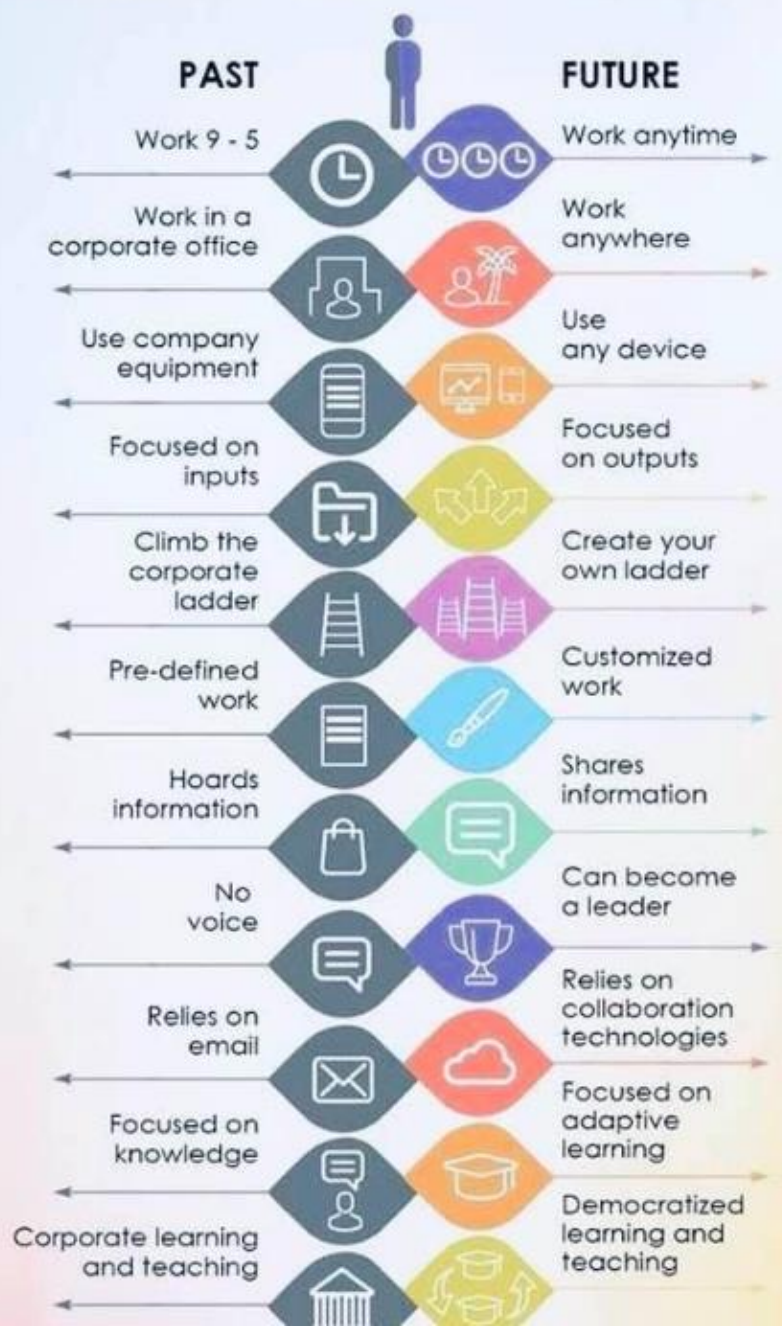 PAST
FUTURE
Work 9 - 5
Work anytime
Work in a
corporate office
Work
anywhere
Use company
equipment
Use
any device
Focused on
inputs
Focused
on outputs
Climb the
corporate
ladder
Create your
own ladder
Pre-defined
work
Customized
work
Hoards
information
Shares
information
No
voice
Can become
a leader
Relies on
email
Relies on
collaboration
technologies
Focused on
knowledge
Focused on
adaptive
learning
Corporate learning
and teaching
Democratized
learning and
teaching